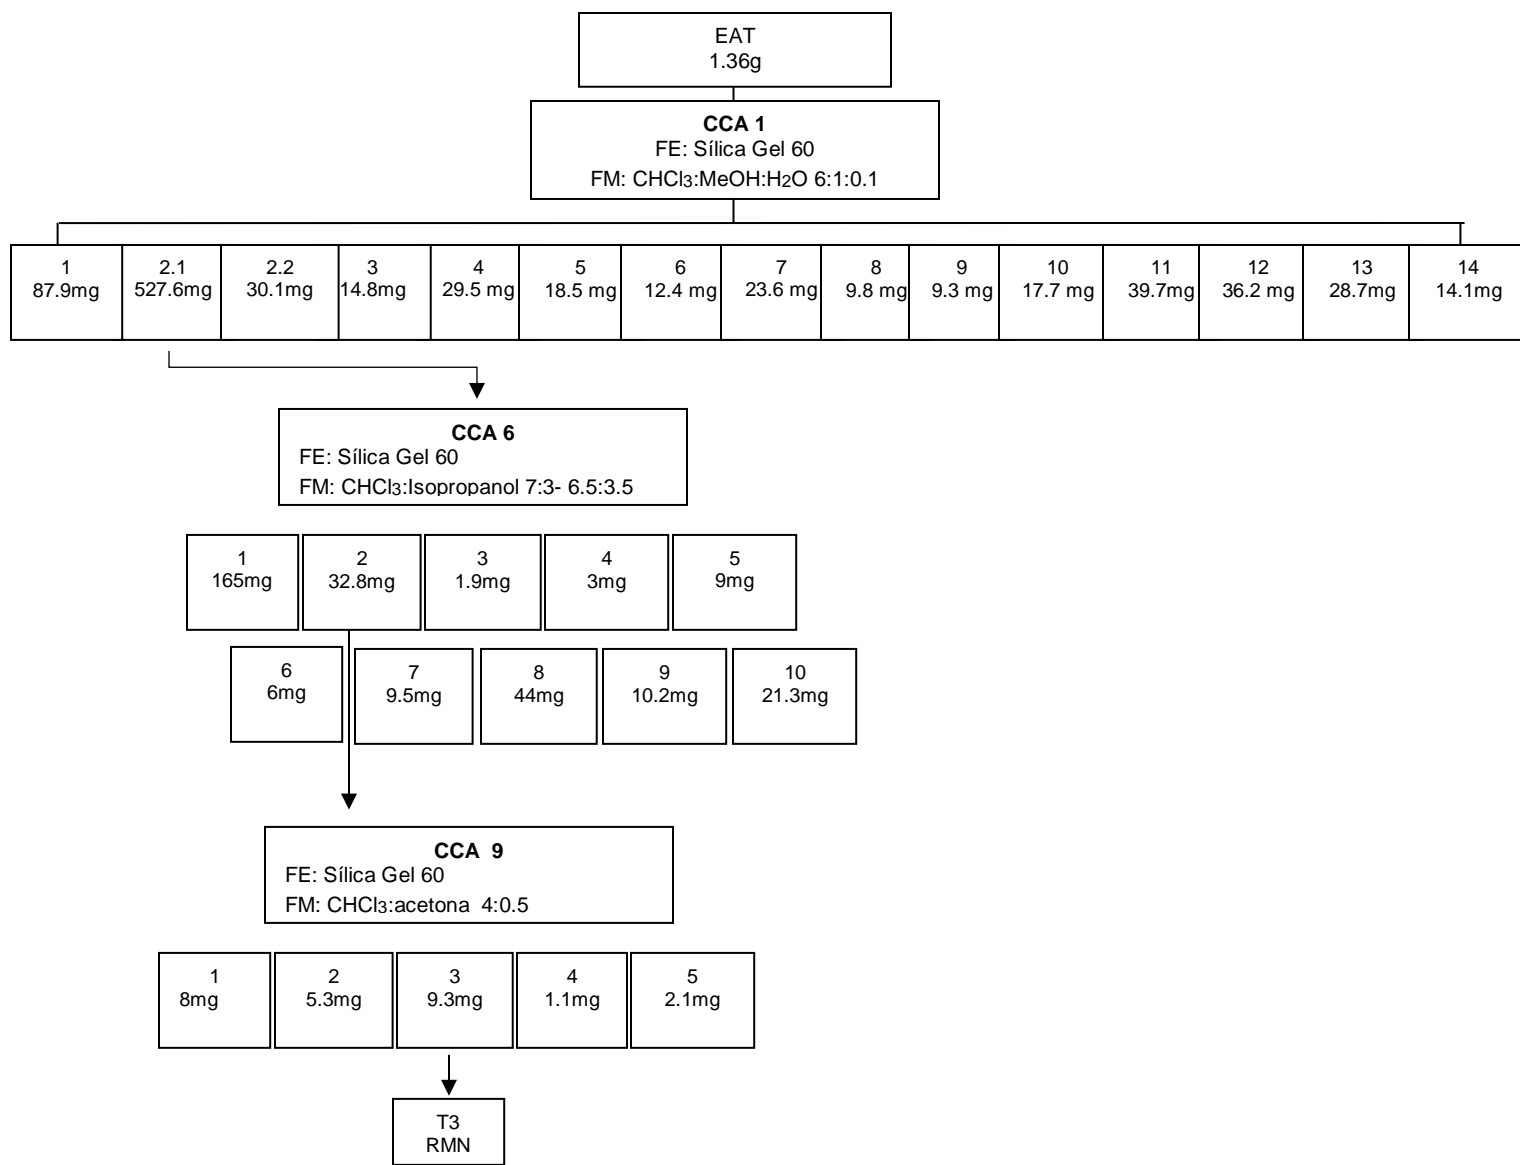 EAT
1.36g
CCA 1
FE: Sílica Gel 60
FM: CHCl3:MeOH:H2O 6:1:0.1
1 2.1 2.2 3 4 5 6 7 8 9 10 11 12 13 14
87.9mg 527.6mg 30.1mg 14.8mg 29.5 mg 18.5 mg 12.4 mg 23.6 mg 9.8 mg 9.3 mg 17.7 mg 39.7mg 36.2 mg 28.7mg 14.1mg
CCA 6
FE: Sílica Gel 60
FM: CHCl3:Isopropanol 7:3- 6.5:3.5
1 2 3 4 5
165mg 32.8mg 1.9mg 3mg 9mg
6 7 8 9 10
6mg 9.5mg 44mg 10.2mg 21.3mg
CCA 9
FE: Sílica Gel 60
FM: CHCl3:acetona 4:0.5
1 2 3 4 5
8mg 5.3mg 9.3mg 1.1mg 2.1mg
T3
RMN